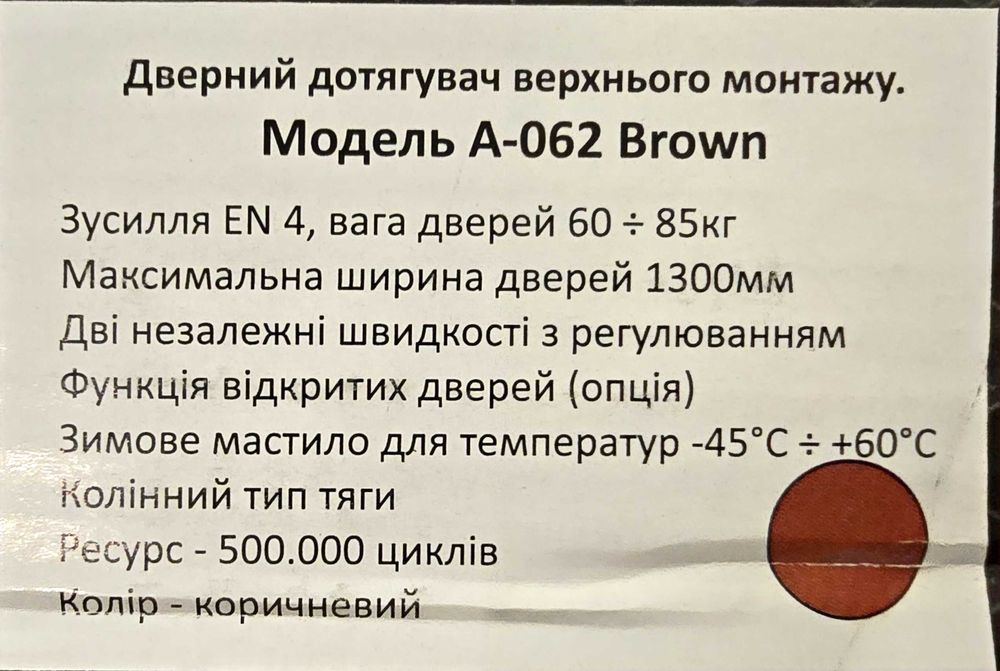 Дверний дотягувач верхнього монтажу.
Модель А-062 Brown
Зусилля EN 4, вага дверей 60 ÷ 85кг
Максимальна ширина дверей 1300мм
Дві незалежні швидкості з регулюванням
Функція відкритих дверей (опція)
Зимове мастило для температур -45°C ÷ +60°C
Колінний тип тяги
Ресурс - 500.000 циклів
Колір - коричневий